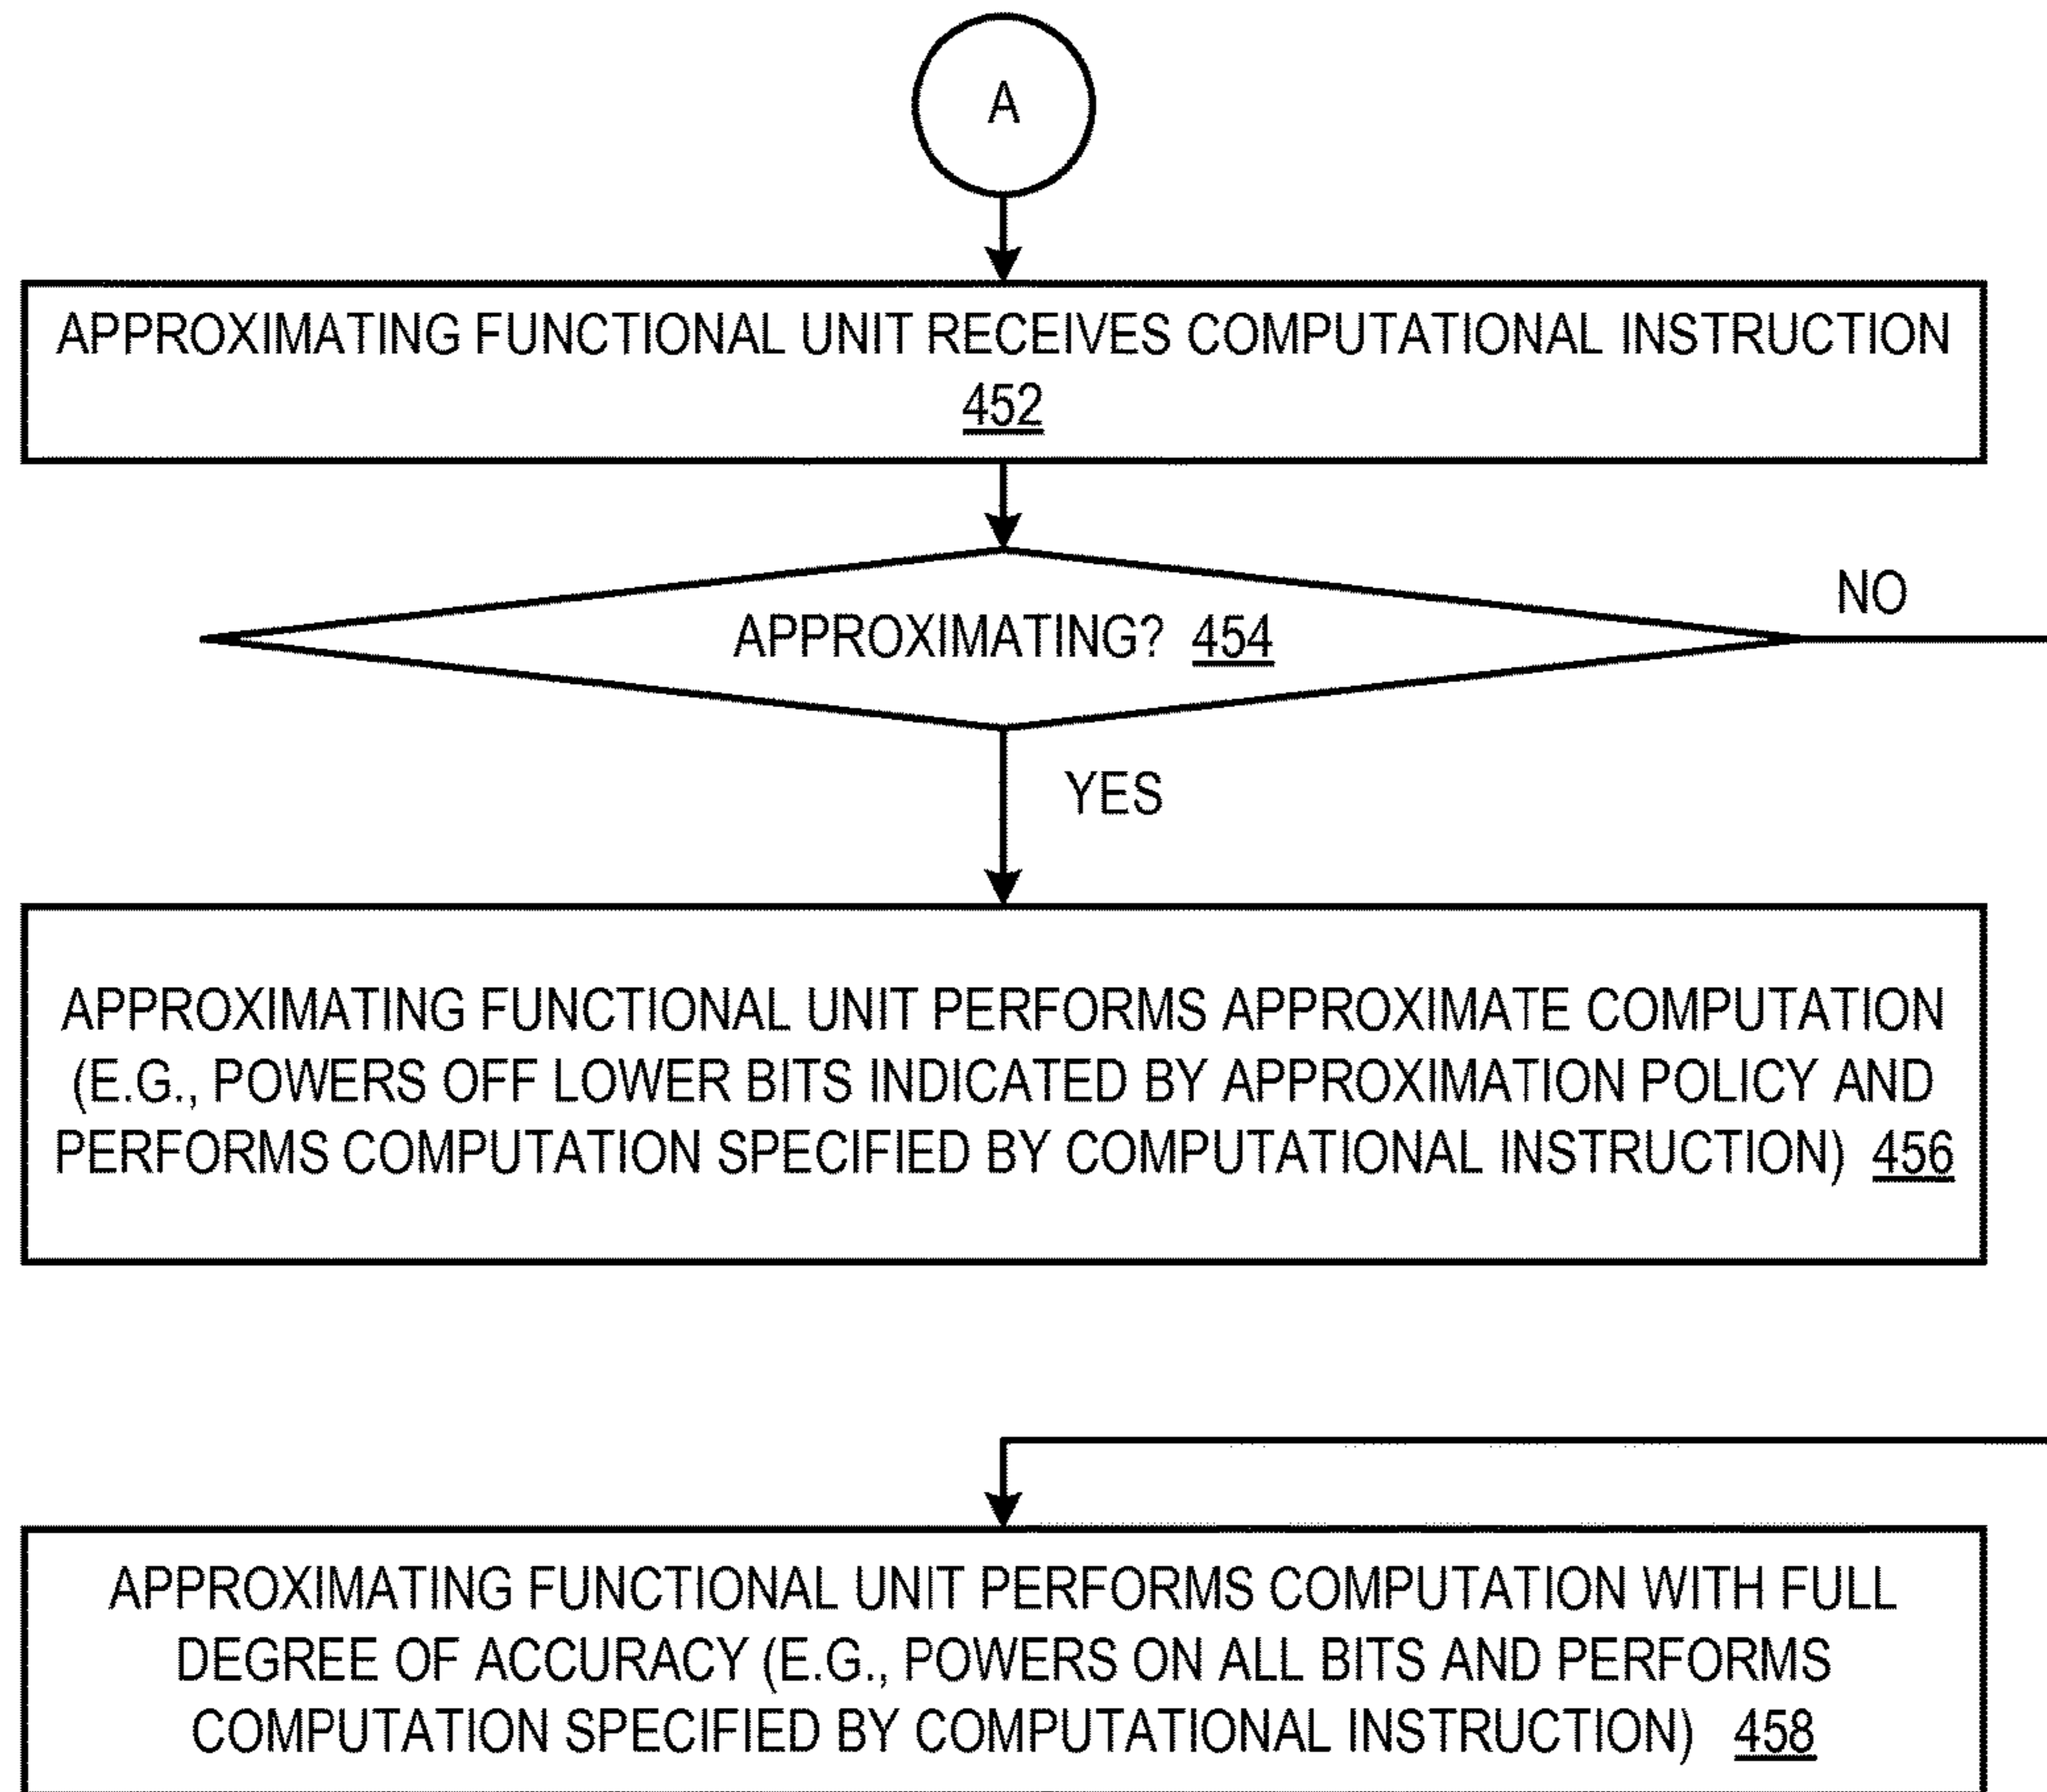 A
APPROXIMATING FUNCTIONAL UNIT RECEIVES COMPUTATIONAL INSTRUCTION
452
NO
APPROXIMATING? 454
YES
APPROXIMATING FUNCTIONAL UNIT PERFORMS APPROXIMATE COMPUTATION
(E.G., POWERS OFF LOWER BITS INDICATED BY APPROXIMATION POLICY AND
PERFORMS COMPUTATION SPECIFIED BY COMPUTATIONAL INSTRUCTION) 456
APPROXIMATING FUNCTIONAL UNIT PERFORMS COMPUTATION WITH FULL
DEGREE OF ACCURACY (E.G., POWERS ON ALL BITS AND PERFORMS
COMPUTATION SPECIFIED BY COMPUTATIONAL INSTRUCTION) 458